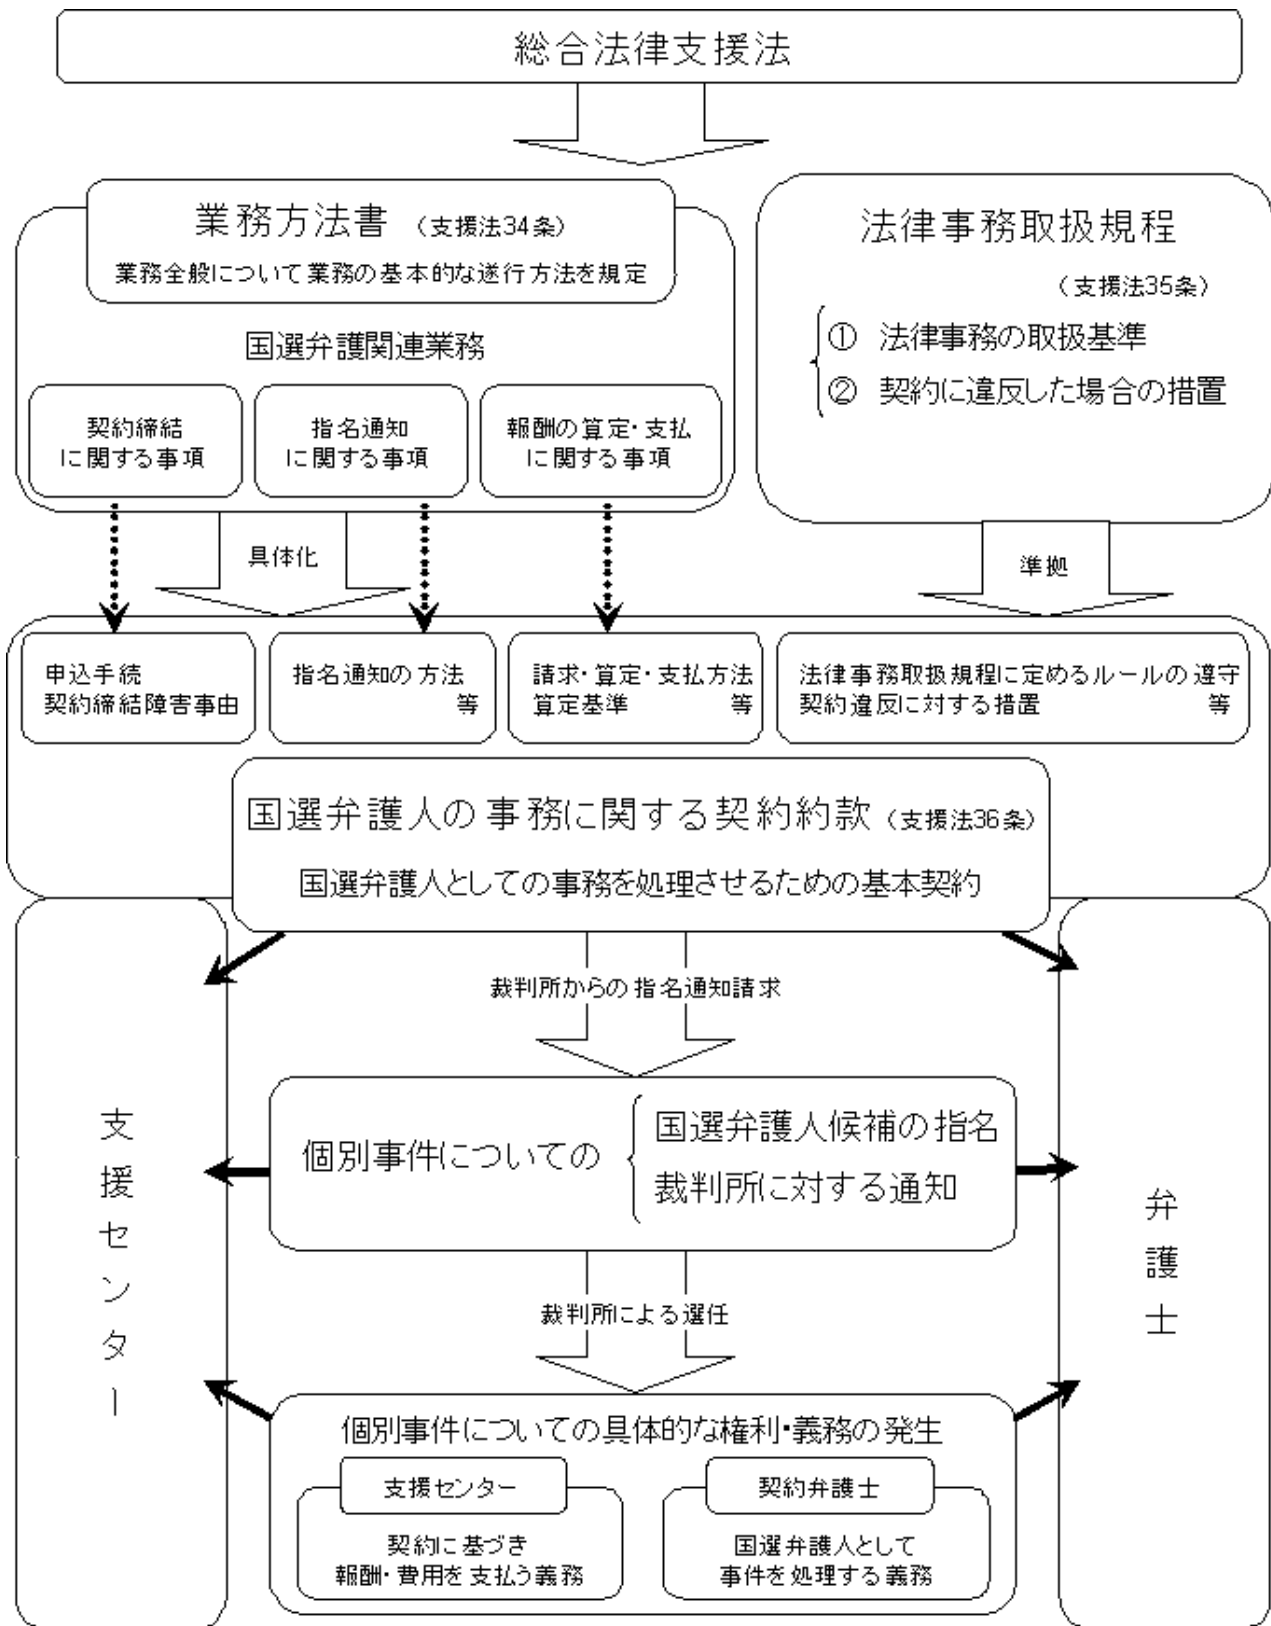 総合法律支援法
業務方法書（支援法34条）
業務全般について業務の基本的な遂行方法を規定
国選弁護関連業務
契約締結
に関する事項
指名通知
に関する事項
報酬の算定・支払
に関する事項
法律事務取扱規程
（支援法35条）
① 法律事務の取扱基準
② 契約に違反した場合の措置
具体化
準拠
申込手続
契約締結障害事由
指名通知の方法
等
請求・算定・支払方法
算定基準 等
法律事務取扱規程に定めるルールの遵守
契約違反に対する措置 等
国選弁護人の事務に関する契約約款（支援法36条）
国選弁護人としての事務を処理させるための基本契約
裁判所からの指名通知請求
支援センター
個別事件についての
国選弁護人候補の指名
裁判所に対する通知
弁護士
裁判所による選任
個別事件についての具体的な権利・義務の発生
支援センター
契約に基づき
報酬・費用を支払う義務
契約弁護士
国選弁護人として
事件を処理する義務